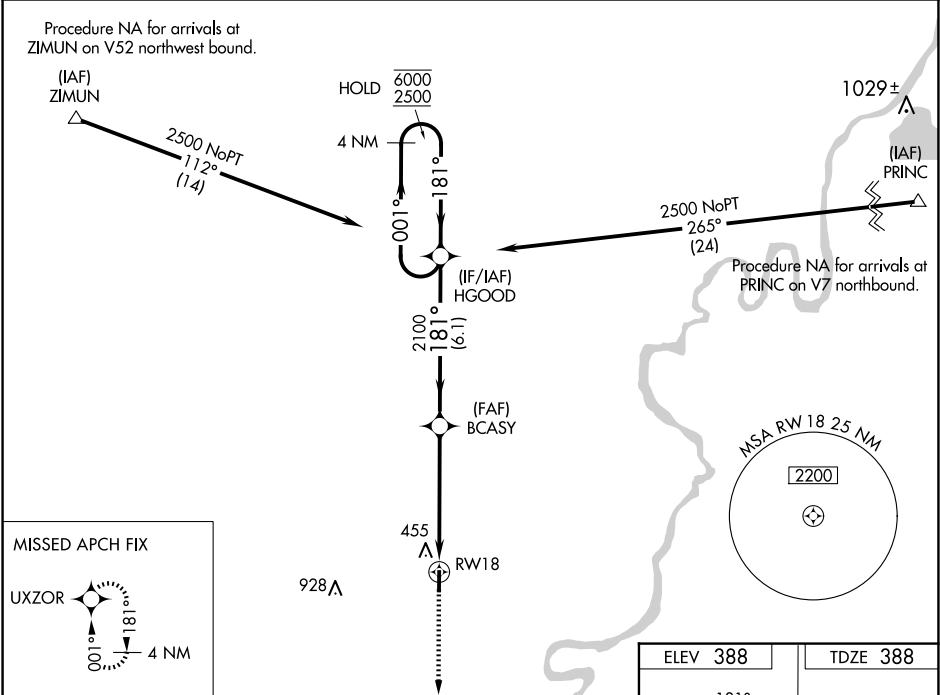 Procedure NA for arrivals at
ZIMUN on V52 northwest bound.
(IAF)
ZIMUN
2500 NoPT
112°
(14)
HOLD
6000
2500
4 NM
181°
001°
1029±
(IAF)
PRINC
2500 NoPT
265°
(24)
Procedure NA for arrivals at
PRINC on V7 northbound.
(IF/IAF)
HGOOD
2100
181°
(6.1)
(FAF)
BCASY
MSA RW 18 25 NM
2200
455
RW18
928
MISSED APCH FIX
UXZOR
181°
001°
4 NM
ELEV 388
TDZE 388